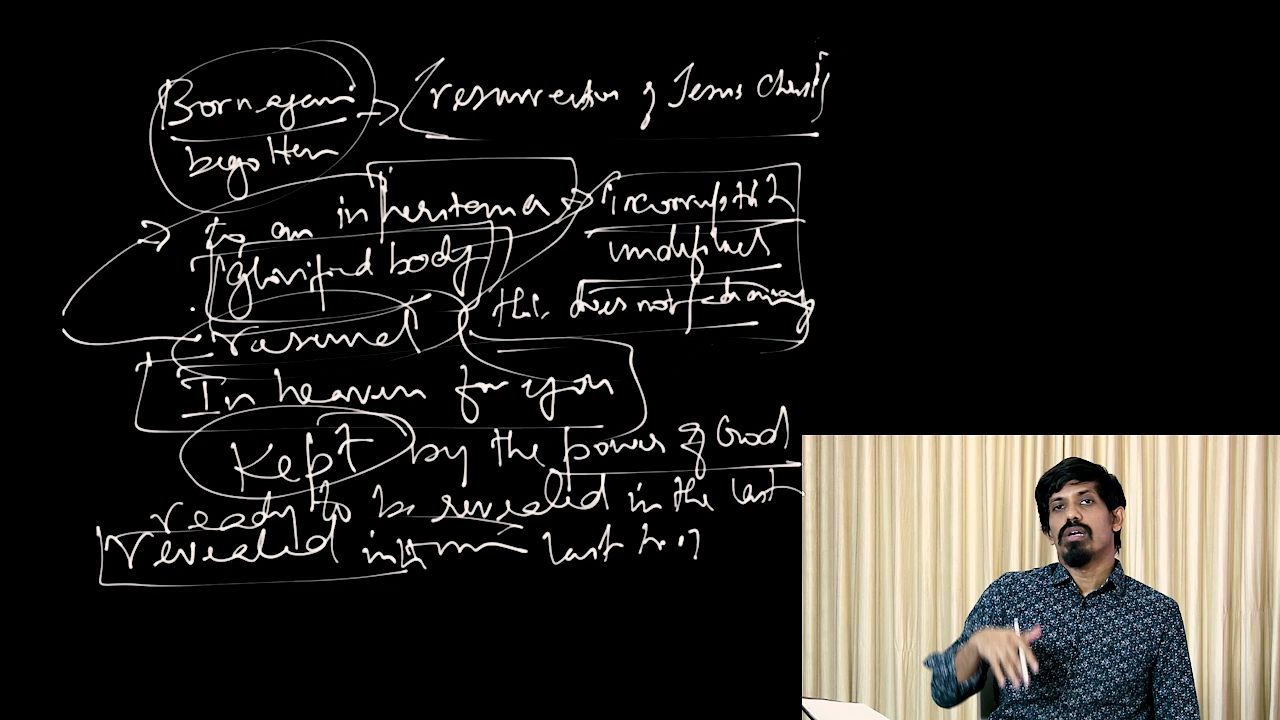 Born again → resurrection of Jesus Christ
begotten
→ to an inheritance → incorruptible
Glorified body undefiled
that does not fade away
reserved
In heaven for you
Kept by the power of God
ready to be revealed in the last
revealed in last